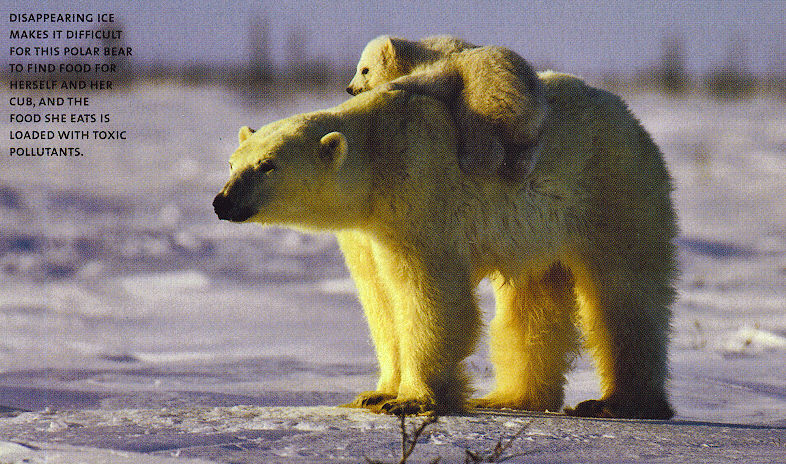 DISAPPEARING ICE
MAKES IT DIFFICULT
FOR THIS POLAR BEAR
TO FIND FOOD FOR
HERSELF AND HER
CUB, AND THE
FOOD SHE EATS IS
LOADED WITH TOXIC
POLLUTANTS.